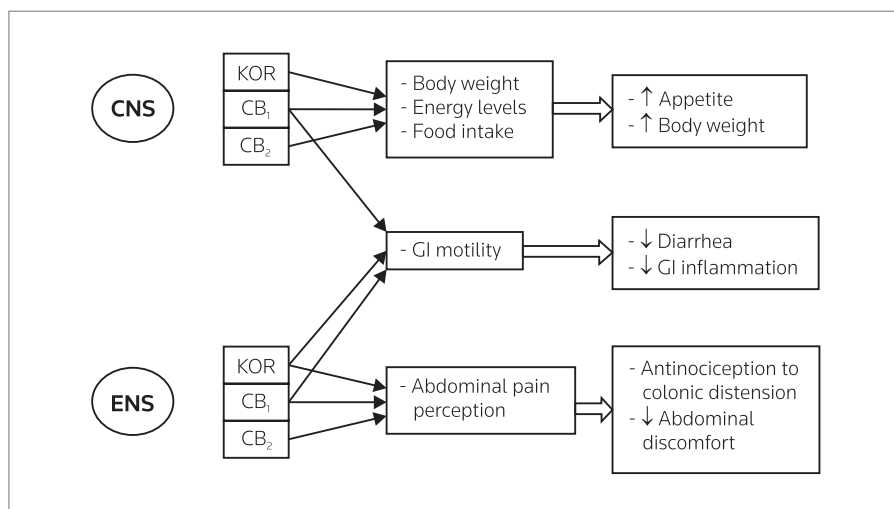 CNS
KOR
CB₁
CB₂
- Body weight
- Energy levels
- Food intake
- ↑ Appetite
- ↑ Body weight
- GI motility
- ↓ Diarrhea
- ↓ GI inflammation
ENS
KOR
CB₁
CB₂
- Abdominal pain
perception
- Antinociception to
colonic distension
- ↓ Abdominal
discomfort